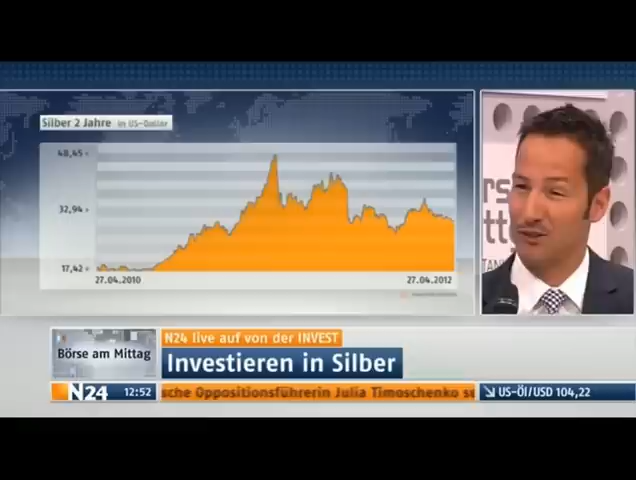 Silber 2 Jahre in US-Dollar
48,45
32,94
17,42
27.04.2010 27.04.2012
N24 live auf von der INVEST
Börse am Mittag
Investieren in Silber
N24 12:52 sche Oppositionsführerin Julia Timoschenko US-Öl/USD 104,22